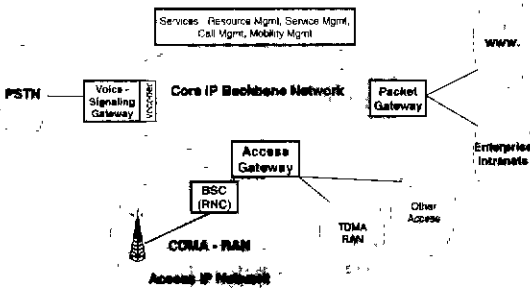 Services - Resource Mgmt, Service Mgmt,
Call Mgmt, Mobility Mgmt
www.
PSTN
Voice -
Signaling
Gateway
Vocoder
Core IP Backbone Network
Packet
Gateway
Enterprise
Intranets
Access
Gateway
BSC
(RNC)
Other
Access
TDMA
RAN
CDMA - RAN
Access IP Network